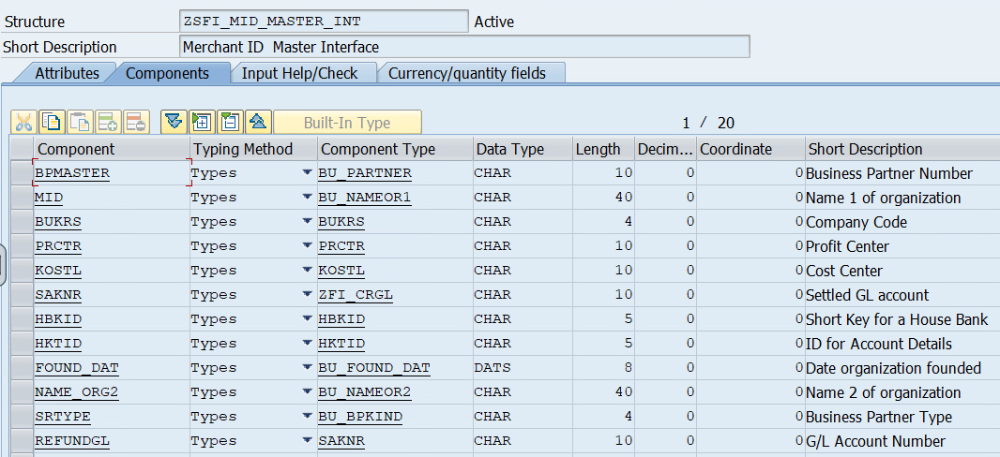 Structure ZSFI_MID_MASTER_INT Active
Short Description Merchant ID Master Interface
Attributes Components Input Help/Check Currency/quantity fields
Built-In Type 1 / 20
Component Typing Method Component Type Data Type Length Decim... Coordinate Short Description
BPMASTER Types BU_PARTNER CHAR 10 0 0 Business Partner Number
MID Types BU_NAMEOR1 CHAR 40 0 0 Name 1 of organization
BUKRS Types BUKRS CHAR 4 0 0 Company Code
PRCTR Types PRCTR CHAR 10 0 0 Profit Center
KOSTL Types KOSTL CHAR 10 0 0 Cost Center
SAKNR Types ZFI_CRGL CHAR 10 0 0 Settled GL account
HBKID Types HBKID CHAR 5 0 0 Short Key for a House Bank
HKTID Types HKTID CHAR 5 0 0 ID for Account Details
FOUND_DAT Types BU_FOUND_DAT DATS 8 0 0 Date organization founded
NAME_ORG2 Types BU_NAMEOR2 CHAR 40 0 0 Name 2 of organization
SRTYPE Types BU_BPKIND CHAR 4 0 0 Business Partner Type
REFUNDGL Types SAKNR CHAR 10 0 0 G/L Account Number